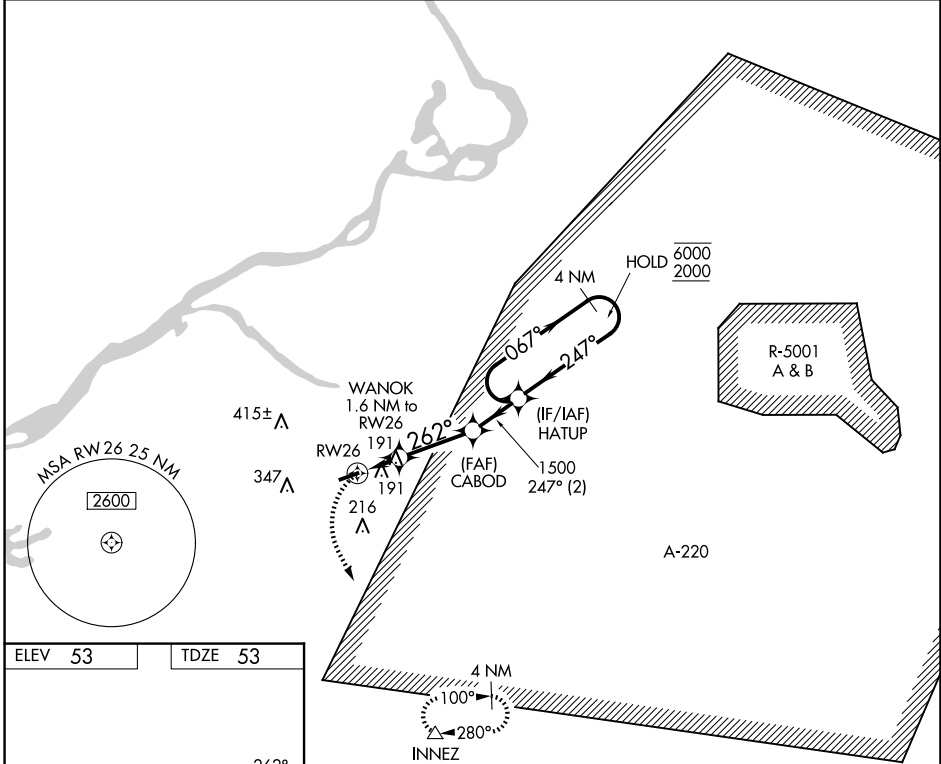 HOLD 6000
2000
4 NM
067°
247°
R-5001
A & B
WANOK
1.6 NM to
RW26
191
262°
(IF/IAF)
HATUP
415±
RW26
(FAF)
CABOD
1500
247° (2)
191
347
216
MSA RW 26 25 NM
2600
A-220
ELEV 53
TDZE 53
4 NM
100°
280°
INNEZ